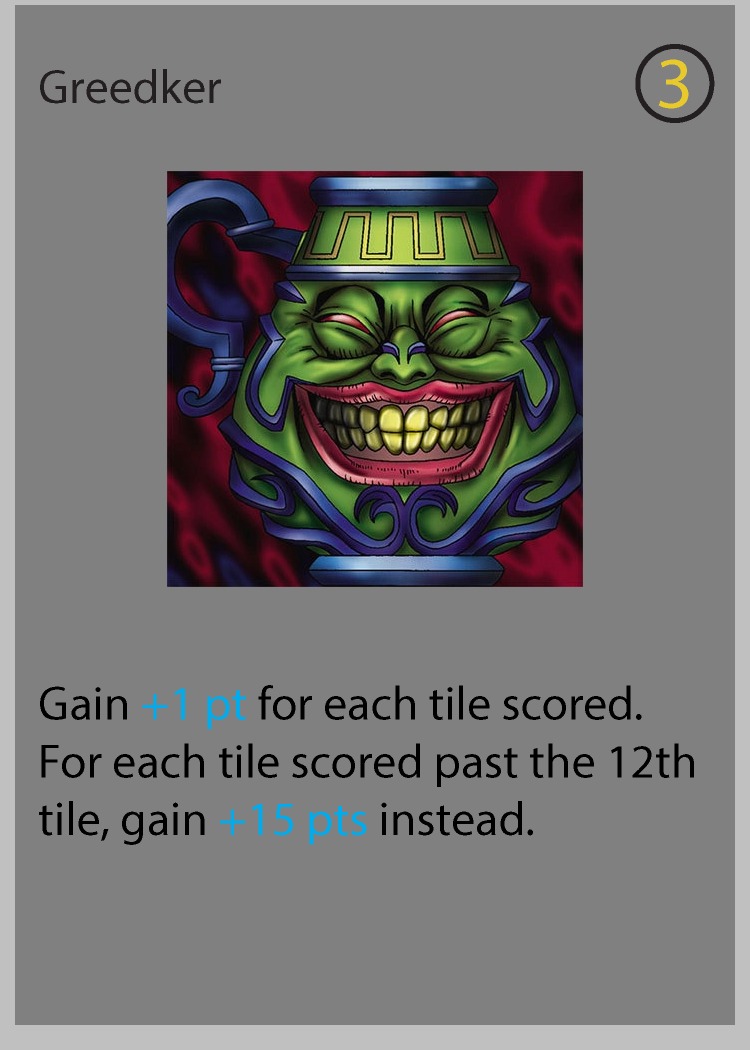 Greedker
3
Gain +1 pt for each tile scored.
For each tile scored past the 12th
tile, gain +15 pts instead.